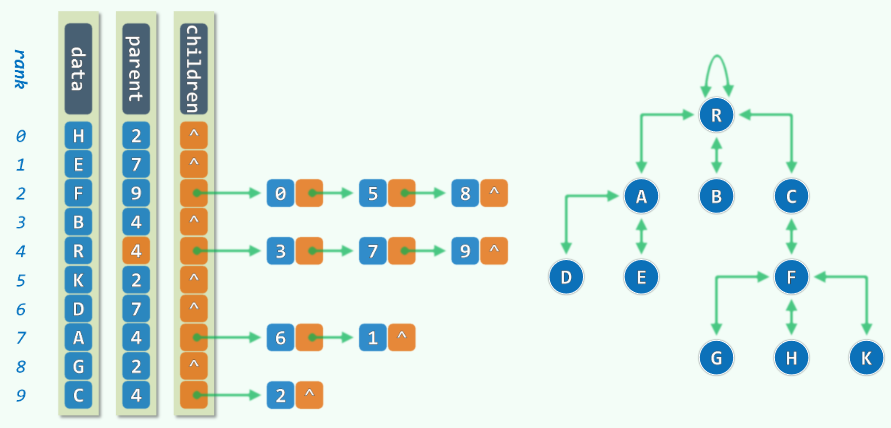 rank data parent children
0 H 2 ^
1 E 7 ^
2 F 9 0 5 8 ^
3 B 4 ^
4 R 4 3 7 9 ^
5 K 2 ^
6 D 7 ^
7 A 4 6 1 ^
8 G 2 ^
9 C 4 2 ^
R
A B C
D E F
G H K